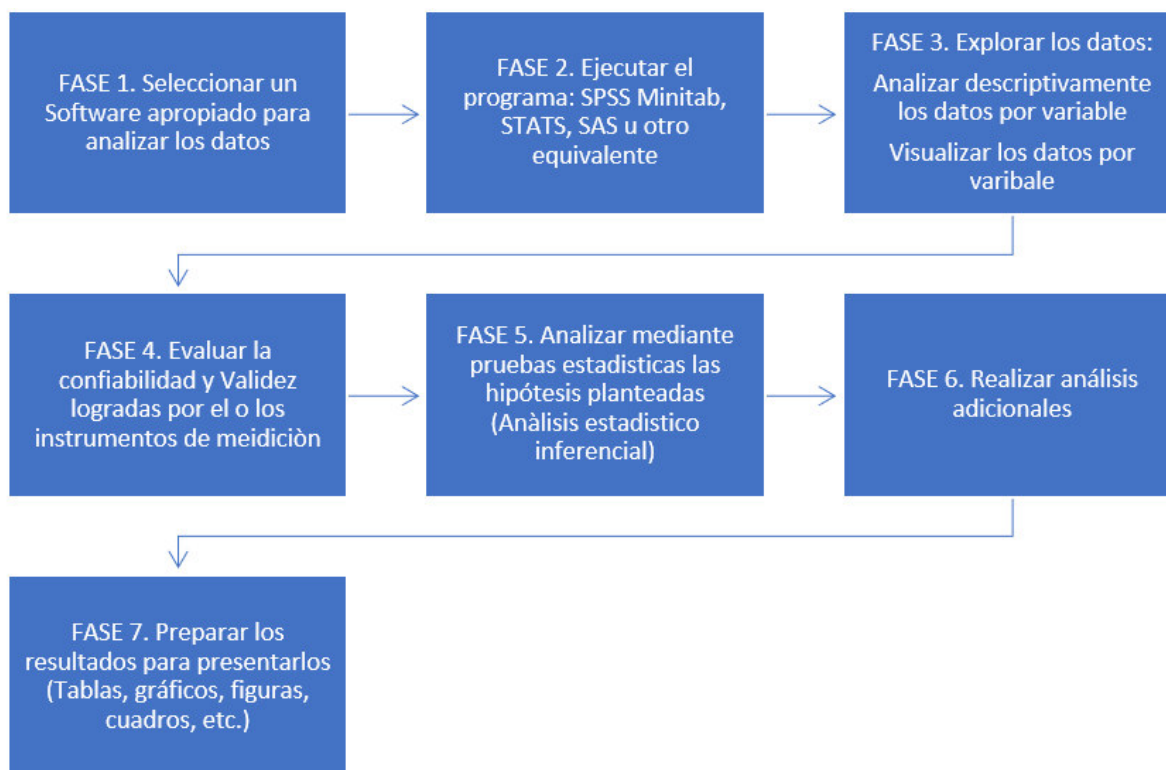 FASE 1. Seleccionar un
Software apropiado para
analizar los datos
FASE 2. Ejecutar el
programa: SPSS Minitab,
STATS, SAS u otro
equivalente
FASE 3. Explorar los datos:
Analizar descriptivamente
los datos por variable
Visualizar los datos por
varibale
FASE 4. Evaluar la
confiabilidad y Validez
logradas por el o los
instrumentos de meidiciòn
FASE 5. Analizar mediante
pruebas estadisticas las
hipótesis planteadas
(Anàlisis estadistico
inferencial)
FASE 6. Realizar análisis
adicionales
FASE 7. Preparar los
resultados para presentarlos
(Tablas, gráficos, figuras,
cuadros, etc.)